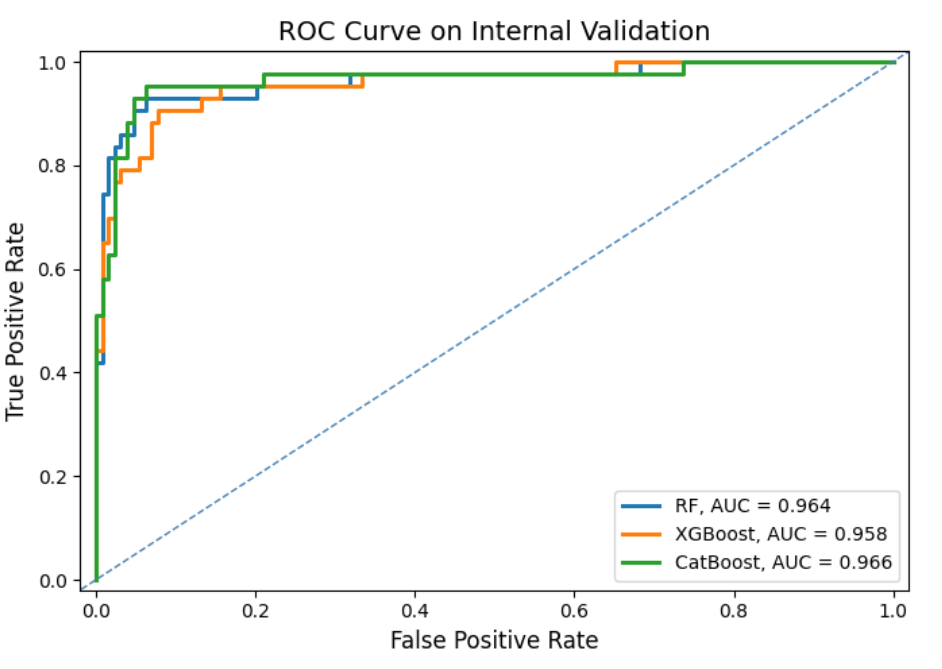 ROC Curve on Internal Validation
True Positive Rate
1.0
0.8
0.6
0.4
0.2
0.0
RF, AUC = 0.964
XGBoost, AUC = 0.958
CatBoost, AUC = 0.966
0.0 0.2 0.4 0.6 0.8 1.0
False Positive Rate